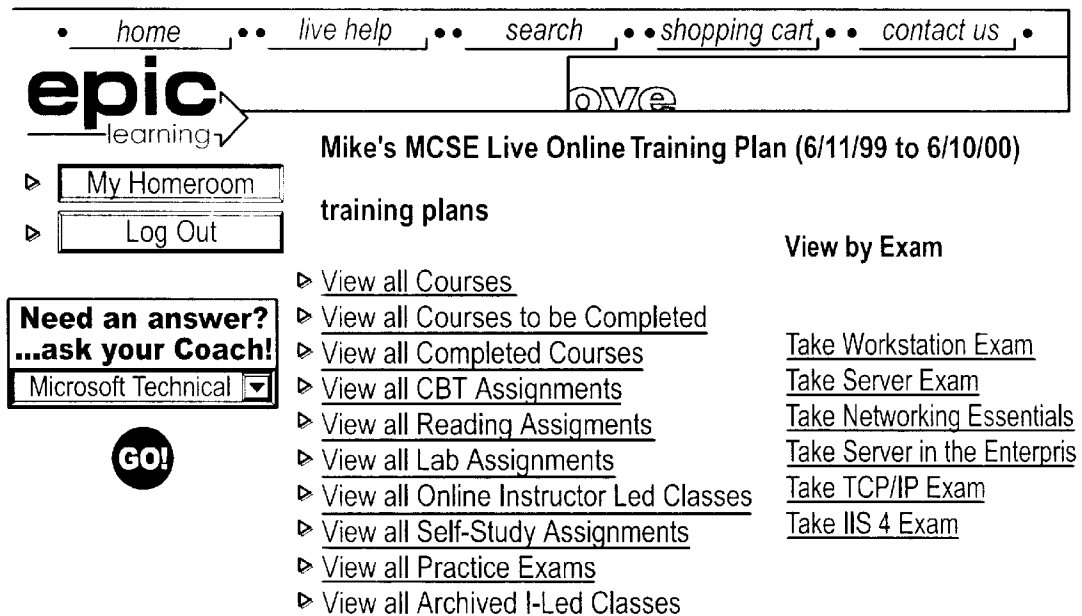 home live help search shopping cart contact us
epic
learning
ove
Mike's MCSE Live Online Training Plan (6/11/99 to 6/10/00)
My Homeroom
Log Out
Need an answer?
...ask your Coach!
Microsoft Technical
GO!
training plans
View all Courses
View all Courses to be Completed
View all Completed Courses
View all CBT Assignments
View all Reading Assigments
View all Lab Assignments
View all Online Instructor Led Classes
View all Self-Study Assignments
View all Practice Exams
View all Archived I-Led Classes
View by Exam
Take Workstation Exam
Take Server Exam
Take Networking Essentials
Take Server in the Enterpris
Take TCP/IP Exam
Take IIS 4 Exam